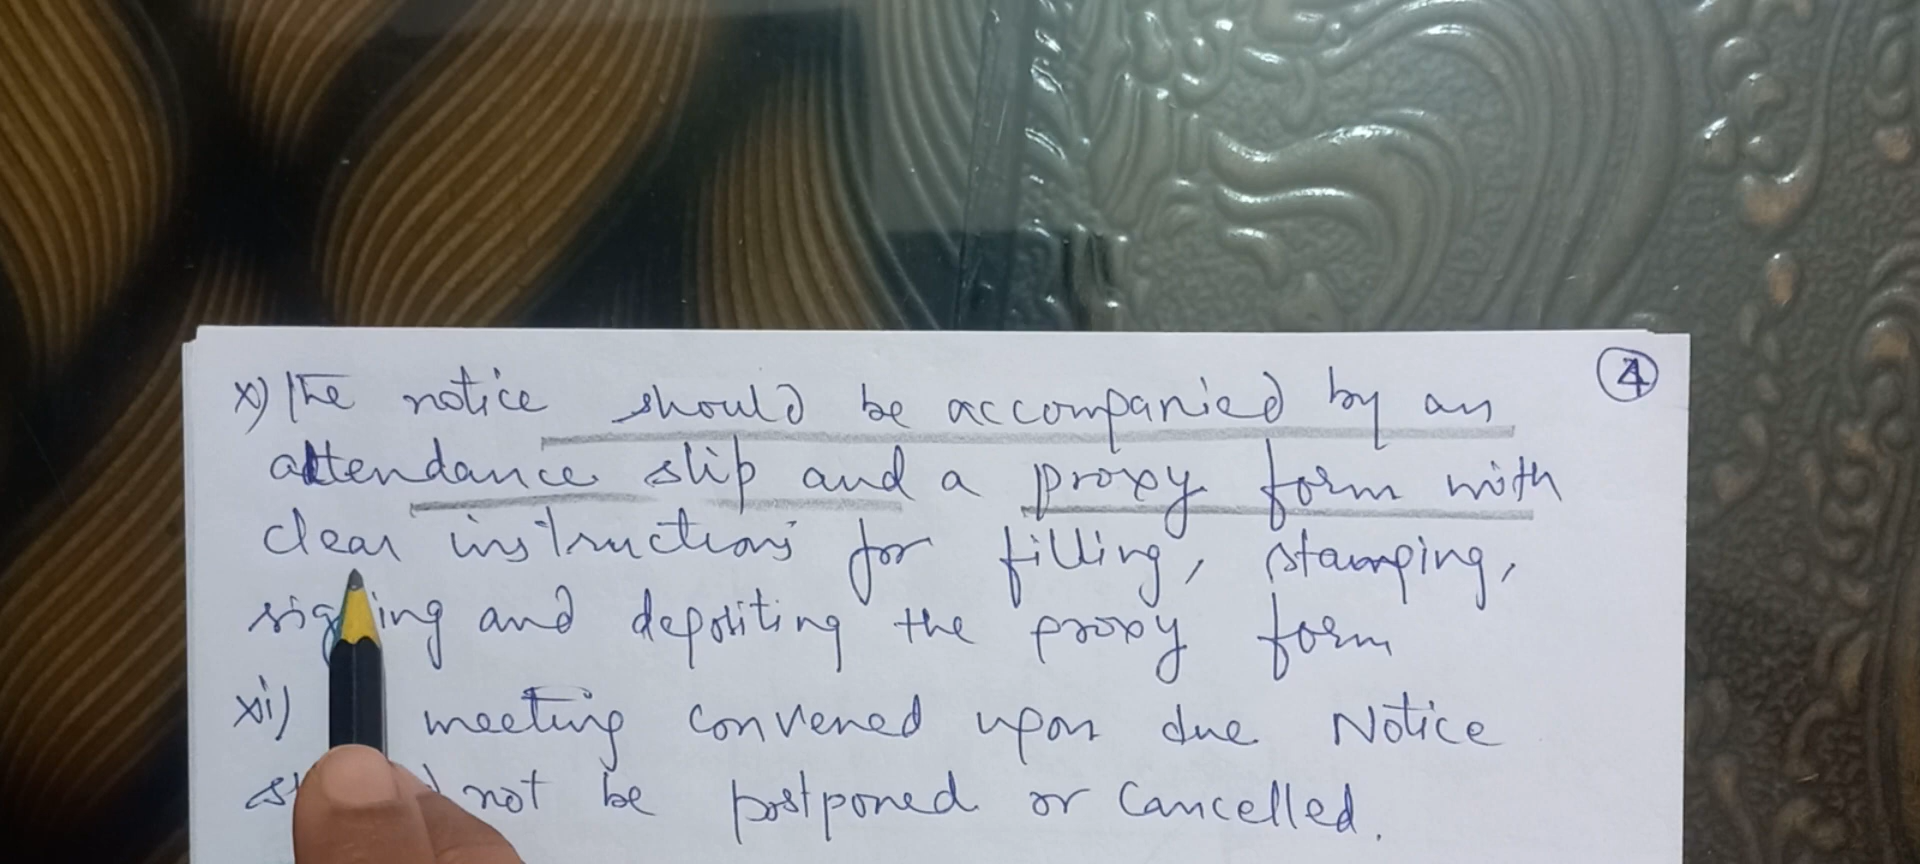 ④
x) The notice should be accompanied by an
attendance slip and a proxy form with
clear instructions for filling, stamping,
signing and depositing the proxy form
xi) meeting convened upon due Notice
not be postponed or Cancelled.